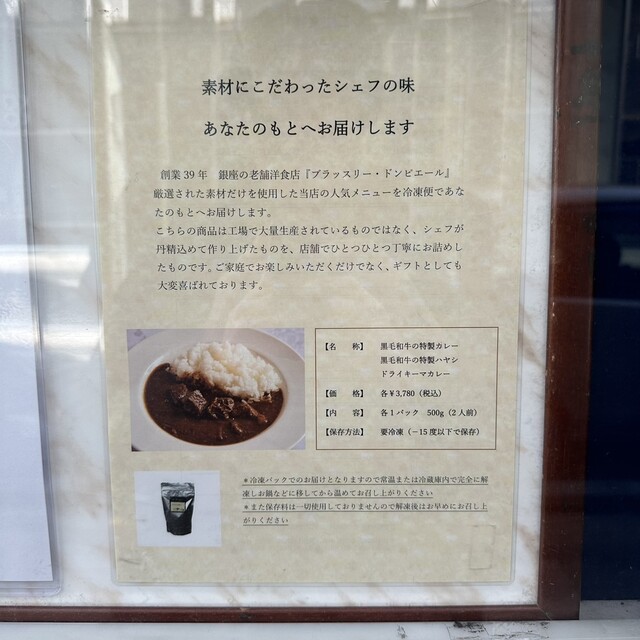 素材にこだわったシェフの味
あなたのもとへお届けします
創業39年　銀座の老舗洋食店『ブラッスリー・ドンピエール』
厳選された素材だけを使用した当店の人気メニューを冷凍便であな
たのもとへお届けします。
こちらの商品は工場で大量生産されているものではなく、シェフが
丹精込めて作り上げたものを、店舗でひとつひとつ丁寧にお詰めし
たものです。ご家庭でお楽しみいただくだけでなく、ギフトとしても
大変喜ばれております。
【名　　称】　黒毛和牛の特製カレー
黒毛和牛の特製ハヤシ
ドライキーマカレー
【価　　格】　各￥3,780（税込）
【内　　容】　各1パック　500g（2人前）
【保存方法】　要冷凍（－15度以下で保存）
＊冷凍パックでのお届けとなりますので常温または冷蔵庫内で完全に解
凍しお鍋などに移してから温めてお召し上がりください
＊また保存料は一切使用しておりませんので解凍後はお早めにお召し上
がりください